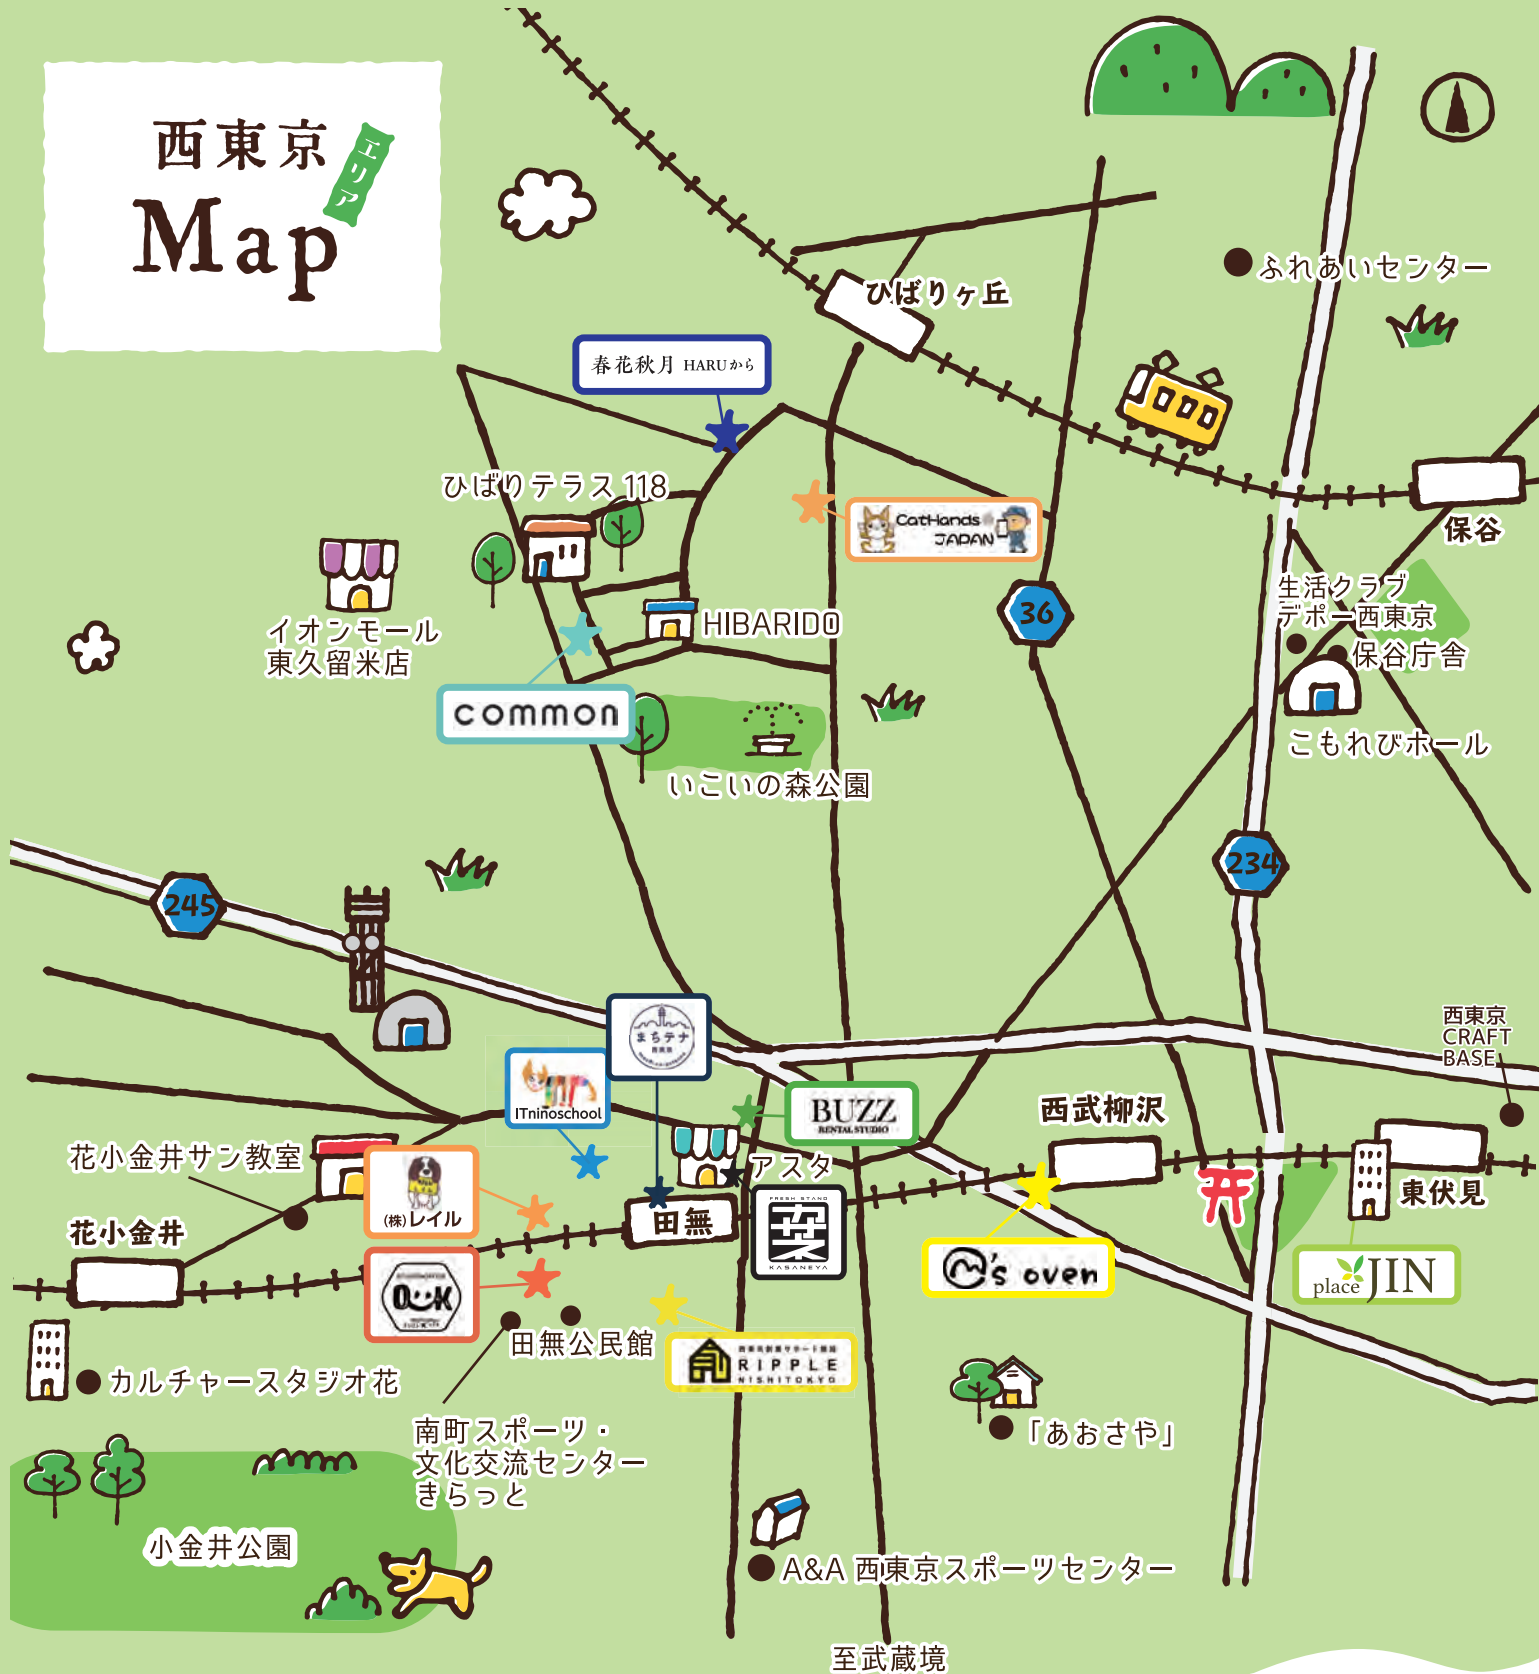 西東京
エリア
Map
ふれあいセンター
ひばりヶ丘
春花秋月 HARUから
ひばりテラス 118
CatHands
JAPAN
保谷
イオンモール
東久留米店
HIBARIDO
36
生活クラブ
デポー西東京
保谷庁舎
common
こもれびホール
いこいの森公園
234
245
まちテナ
西東京
CRAFT
BASE
ITninoschool
BUZZ
RENTAL STUDIO
西武柳沢
花小金井サン教室
アスタ
(株)レイル
田無
FRESH STAND
KASANEYA
東伏見
花小金井
M's oven
place JIN
田無公民館
RIPPLE
NISHITOKYO
カルチャースタジオ花
南町スポーツ・
文化交流センター
きらっと
「あおさや」
小金井公園
A&A 西東京スポーツセンター
至武蔵境